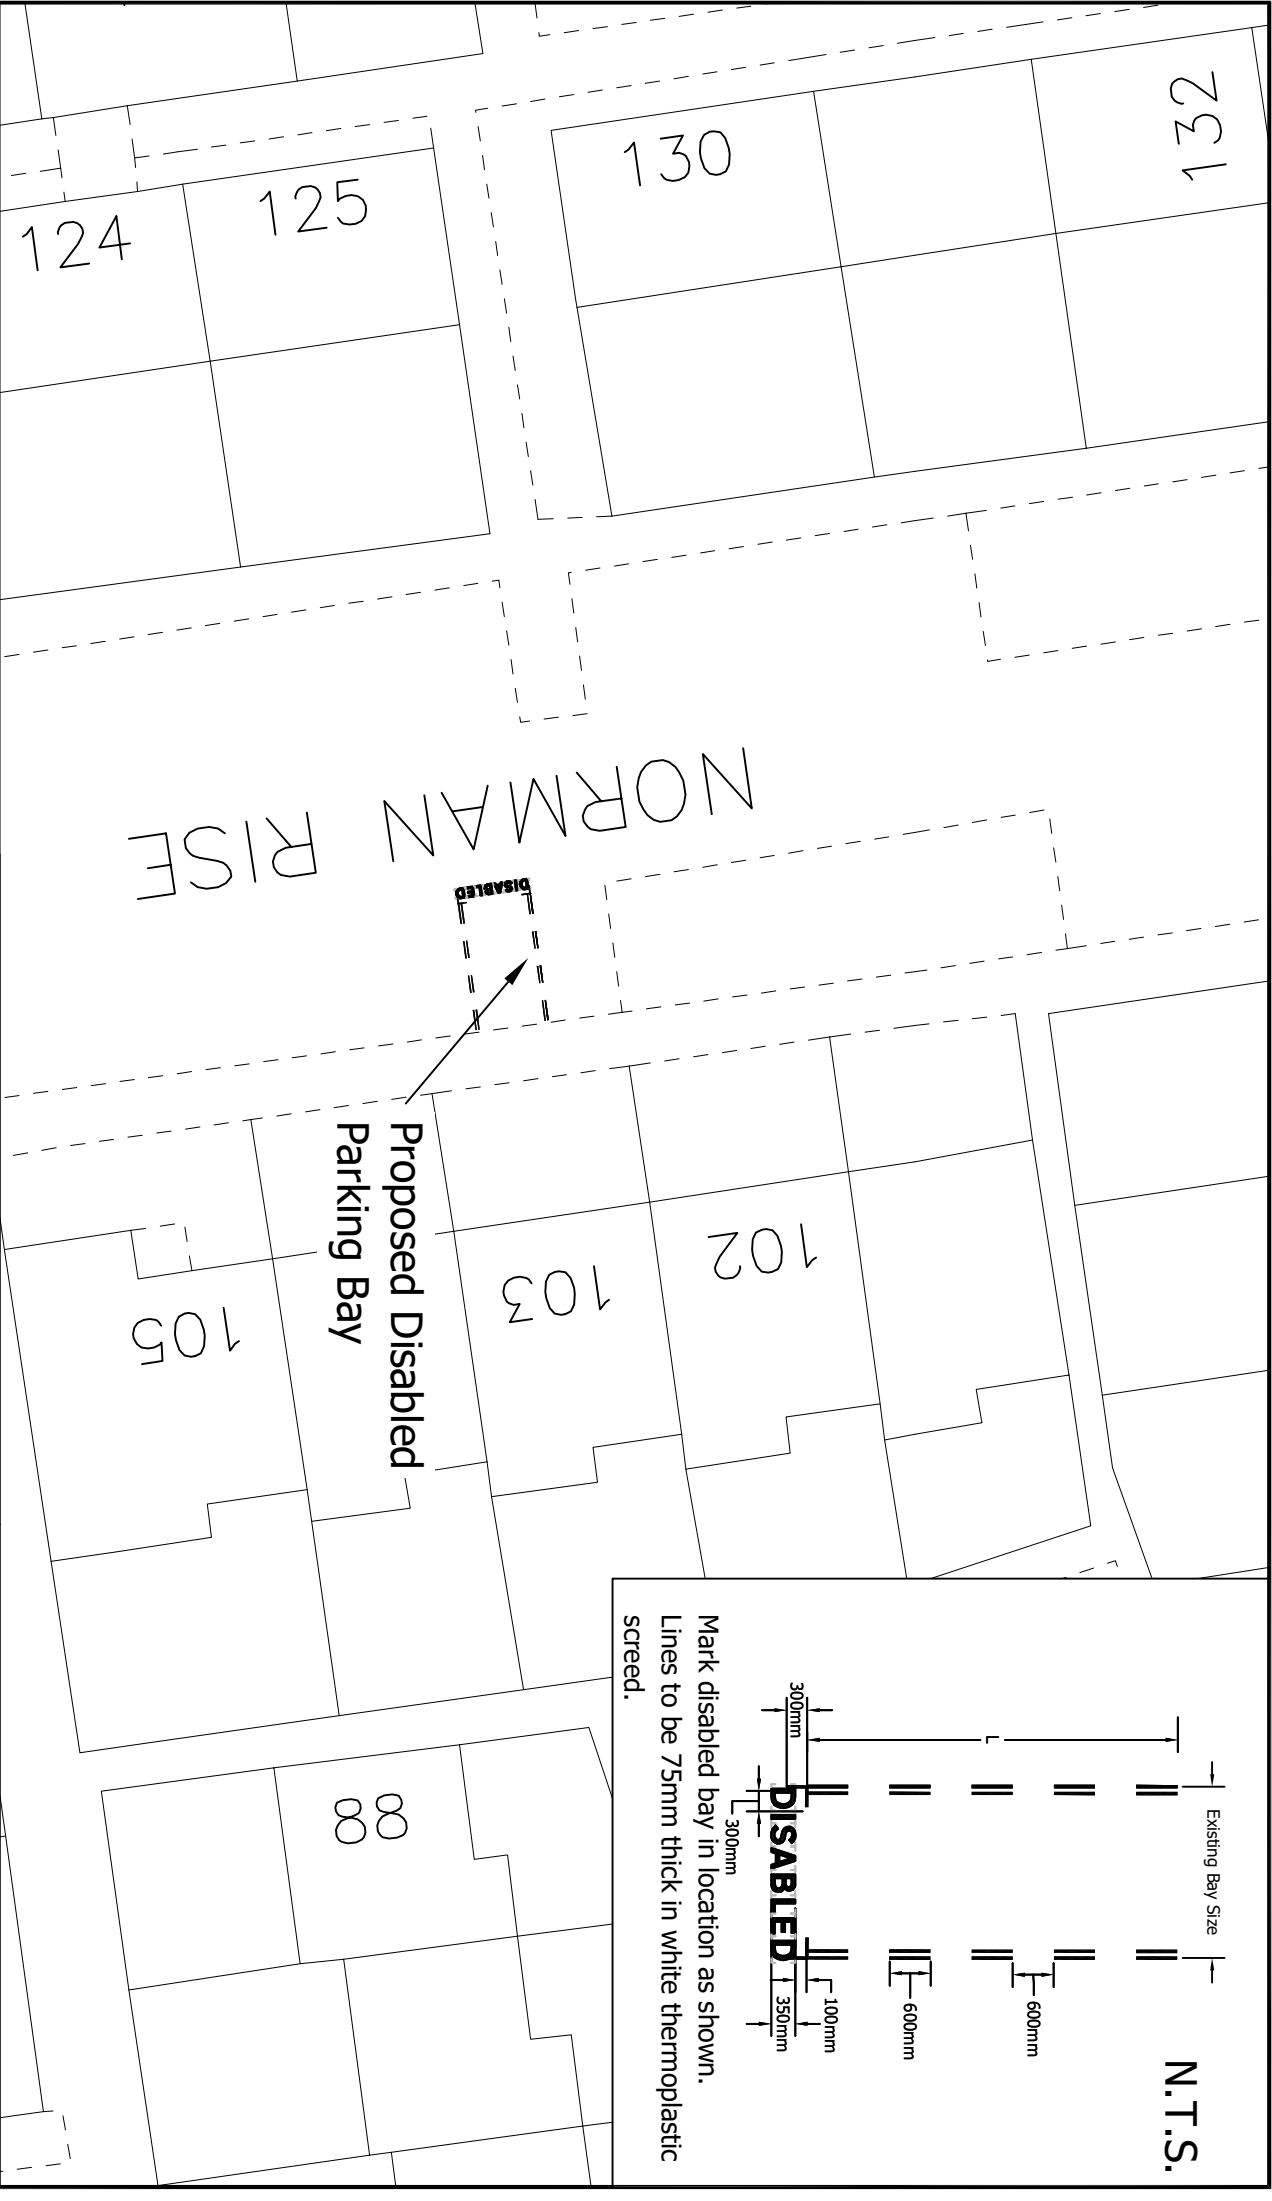 132
130
125
124
NORMAN RISE
DISABLED
Proposed Disabled
Parking Bay
102
103
105
88
N.T.S.
Existing Bay Size
L
600mm
600mm
100mm
350mm
300mm
300mm
DISABLED
Mark disabled bay in location as shown.
Lines to be 75mm thick in white thermoplastic
screed.